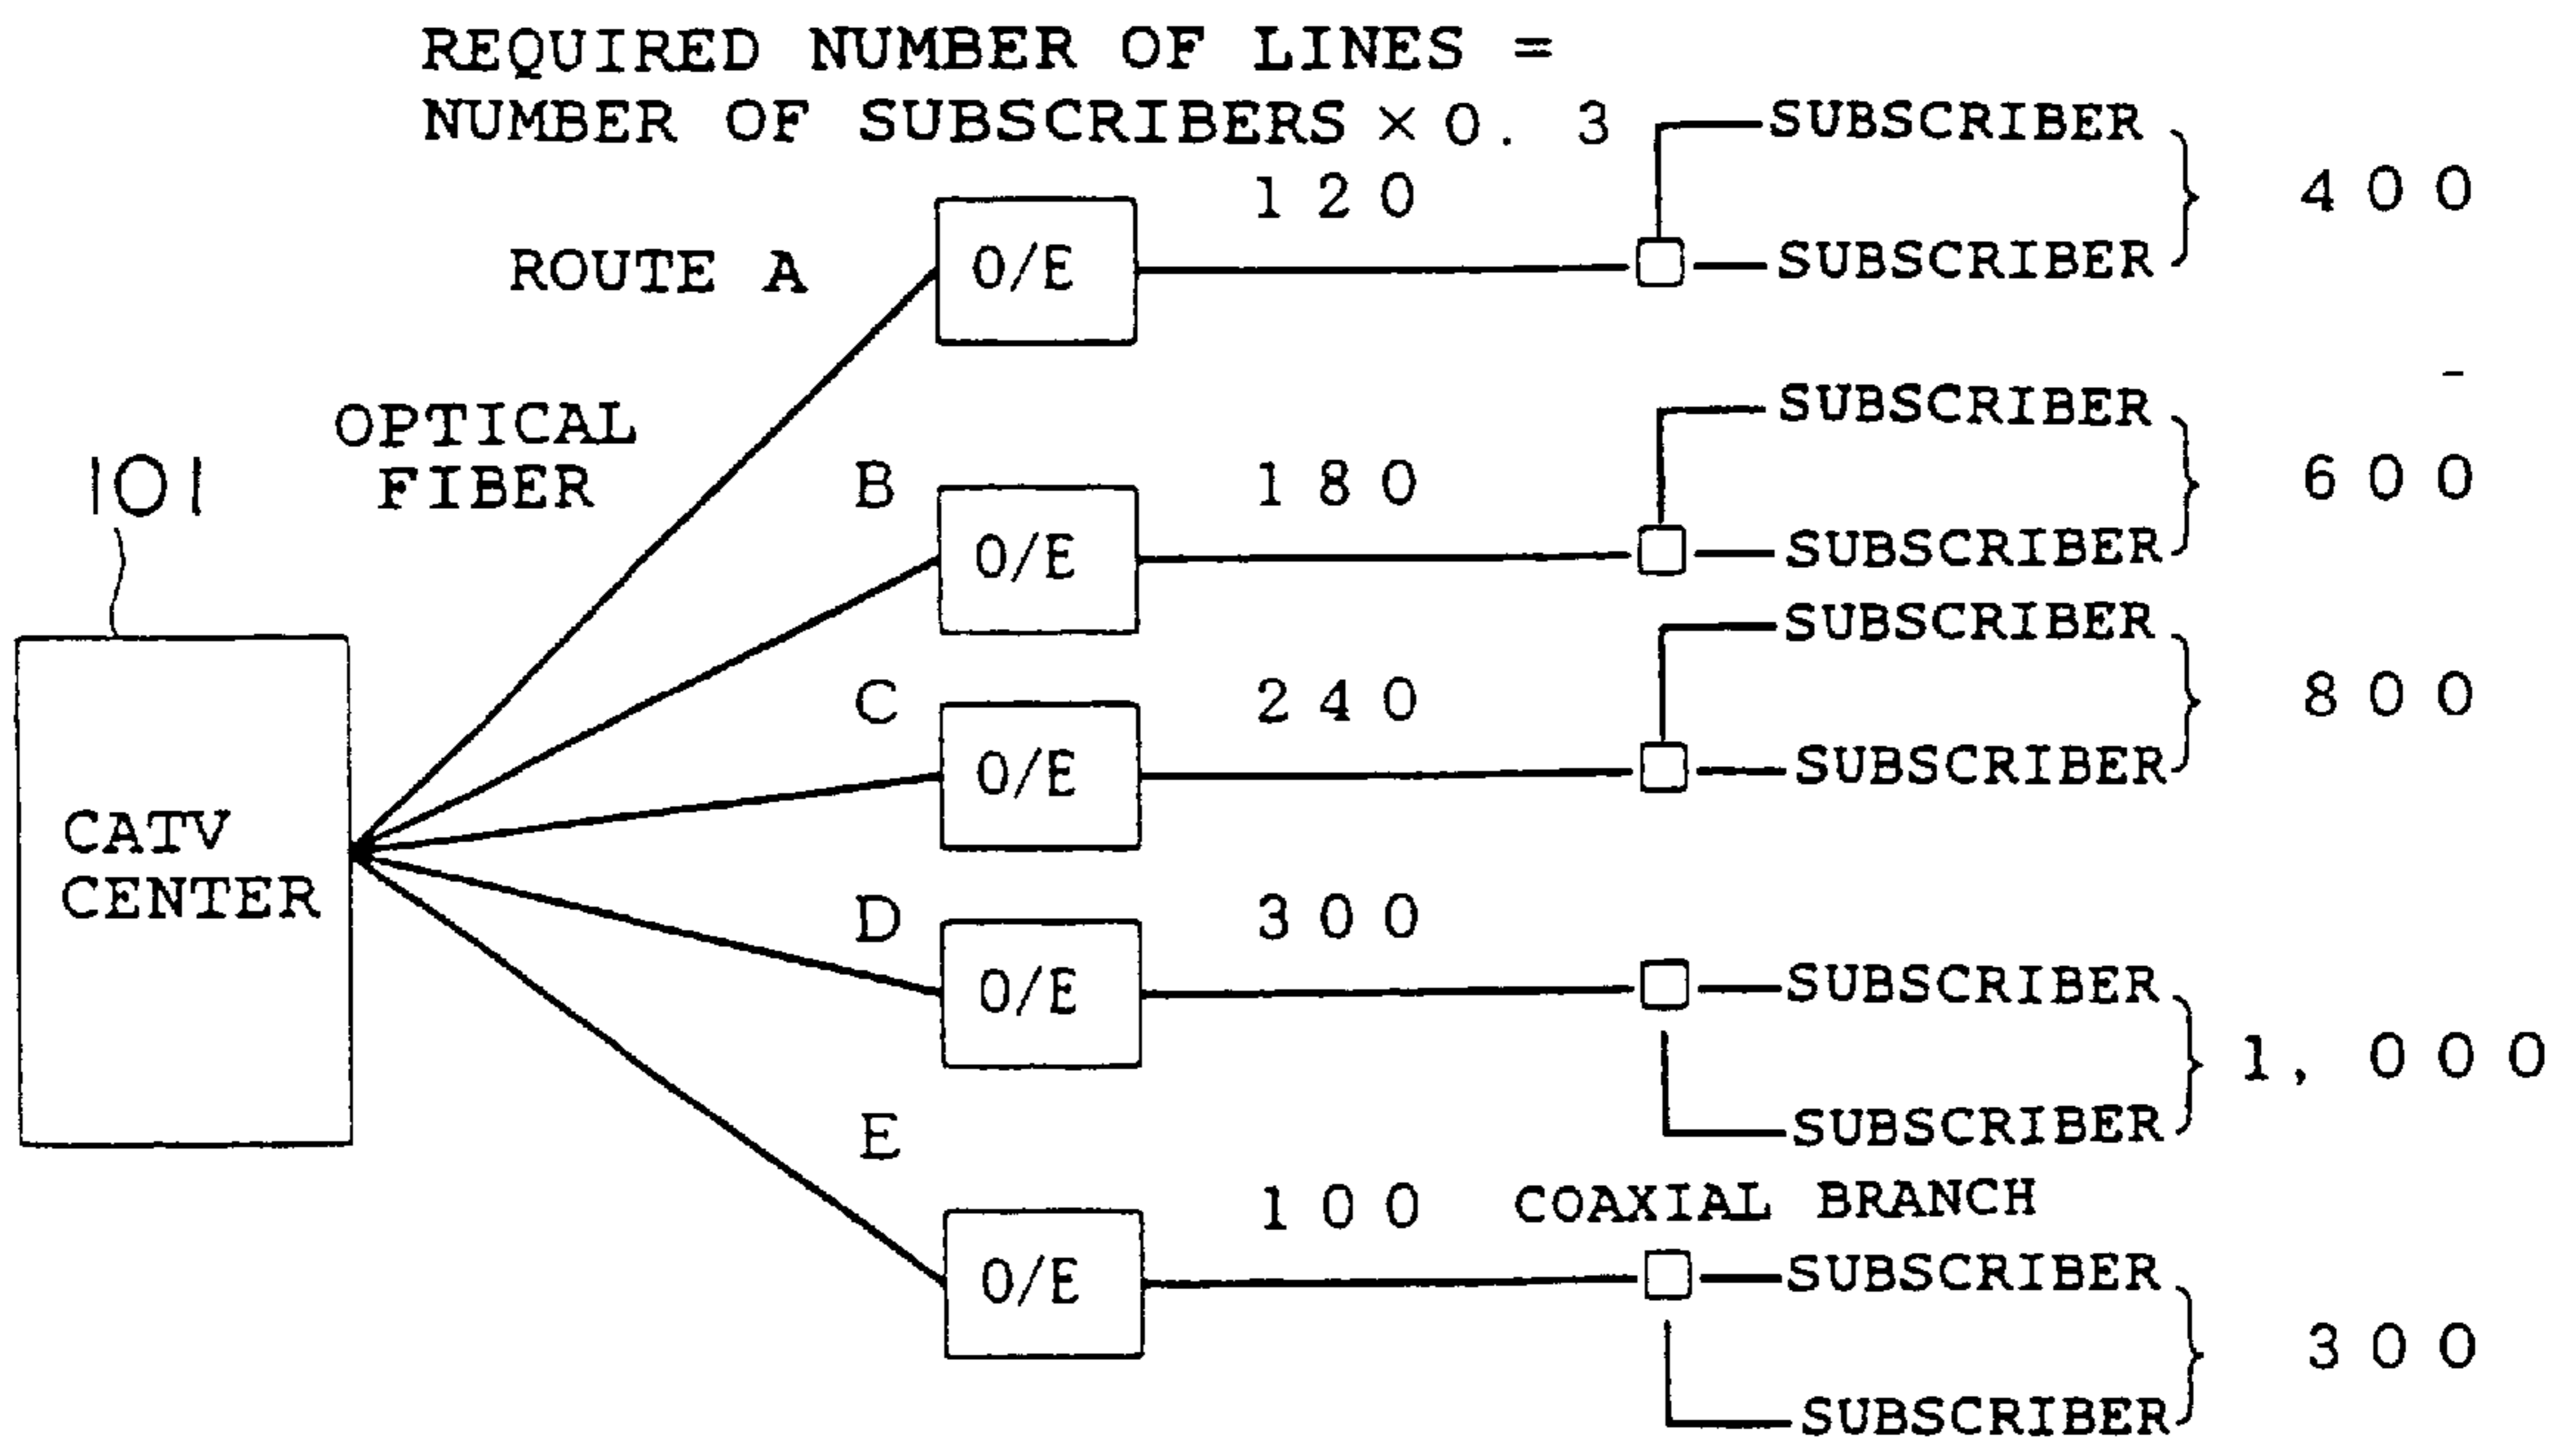 REQUIRED NUMBER OF LINES =
NUMBER OF SUBSCRIBERS × 0.3
SUBSCRIBER
120
400
ROUTE A
O/E
SUBSCRIBER
OPTICAL
FIBER
SUBSCRIBER
101
B
180
600
O/E
SUBSCRIBER
SUBSCRIBER
C
240
800
O/E
SUBSCRIBER
CATV
CENTER
D
300
O/E
SUBSCRIBER
1,000
E
SUBSCRIBER
100
COAXIAL BRANCH
O/E
SUBSCRIBER
300
SUBSCRIBER